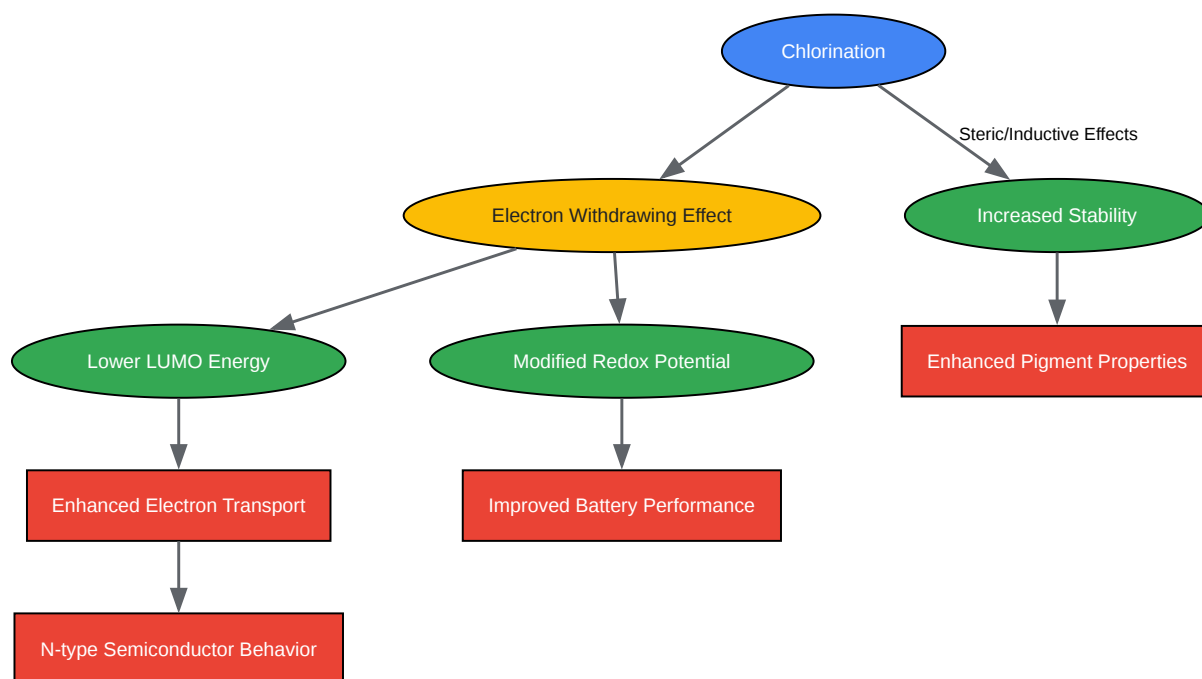 Chlorination
Steric/Inductive Effects
Electron Withdrawing Effect
Increased Stability
Lower LUMO Energy
Modified Redox Potential
Enhanced Pigment Properties
Enhanced Electron Transport
Improved Battery Performance
N-type Semiconductor Behavior